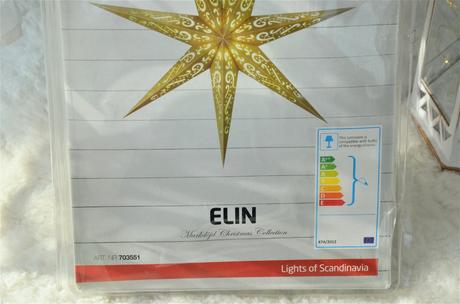 This luminaire is
compatible with bulbs
of the energy classes:
A++
A+
A
B
C
D
E
874/2012
ELIN
Markslöjd Christmas Collection
ART. NR 703551
Lights of Scandinavia